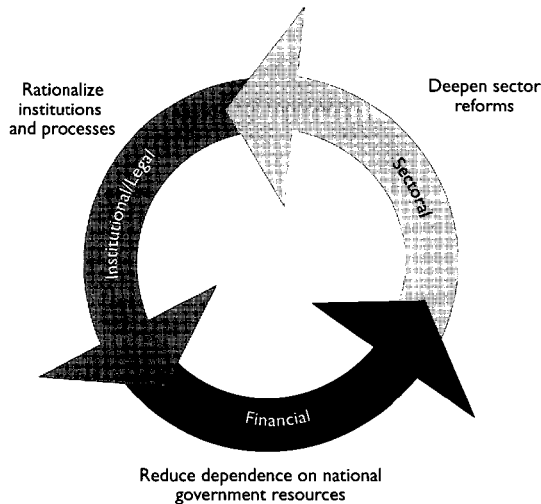 Rationalize
institutions
and processes
Deepen sector
reforms
Institutional/Legal
Sectoral
Financial
Reduce dependence on national
government resources